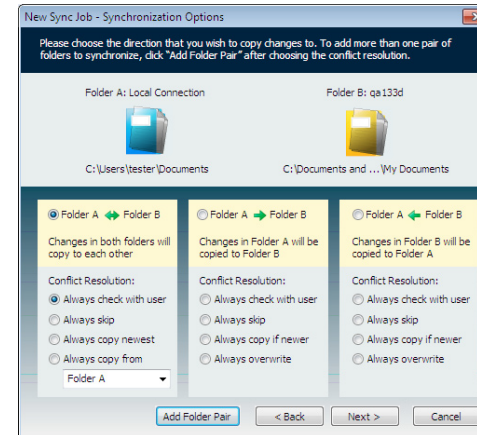 New Sync Job - Synchronization Options
Please choose the direction that you wish to copy changes to. To add more than one pair of
folders to synchronize, click "Add Folder Pair" after choosing the conflict resolution.
Folder A: Local Connection
Folder B: qa133d
C:\Users\tester\Documents
C:\Documents and ...\My Documents
Folder A Folder B
Changes in both folders will
copy to each other
Conflict Resolution:
Always check with user
Always skip
Always copy newest
Always copy from
Folder A
Folder A Folder B
Changes in Folder A will be
copied to Folder B
Conflict Resolution:
Always check with user
Always skip
Always copy if newer
Always overwrite
Folder A Folder B
Changes in Folder B will be
copied to Folder A
Conflict Resolution:
Always check with user
Always skip
Always copy if newer
Always overwrite
Add Folder Pair
< Back
Next >
Cancel